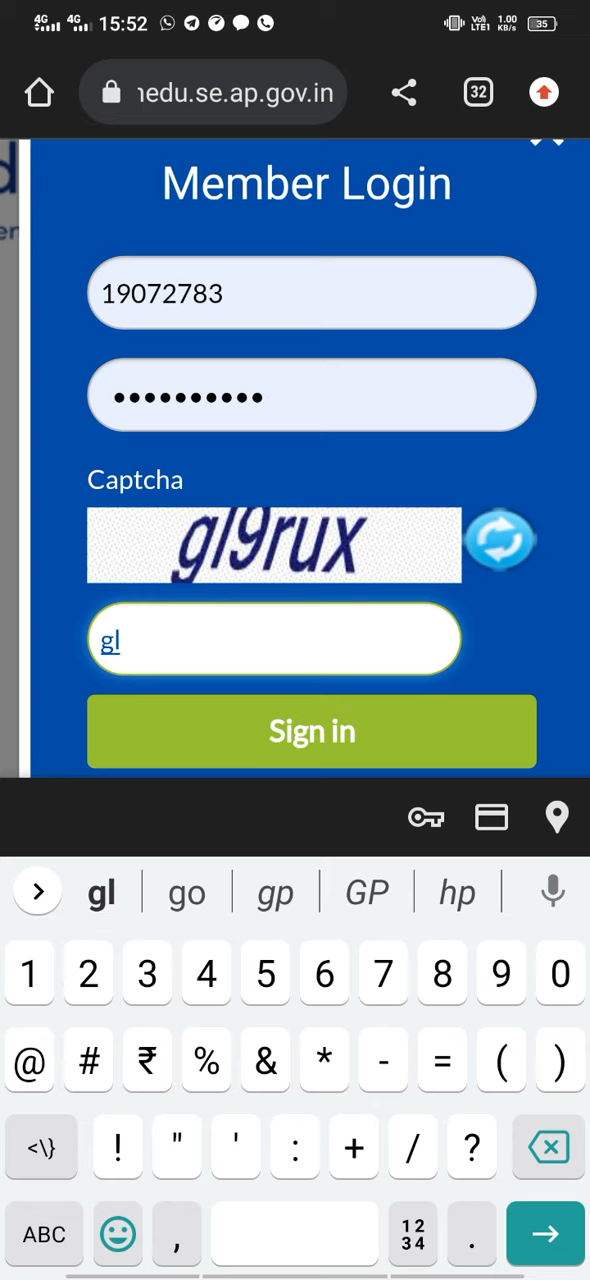 4G 4G 15:52 Vo) LTE1 1.00 KB/s 35
nedu.se.ap.gov.in 32
d
er
Member Login
19072783
••••••••••
Captcha
gl9rux
gl
Sign in
> gl go gp GP hp
1 2 3 4 5 6 7 8 9 0
@ # ₹ % & * - = ( )
<\} ! " ' : + / ?
ABC , 12 34 .